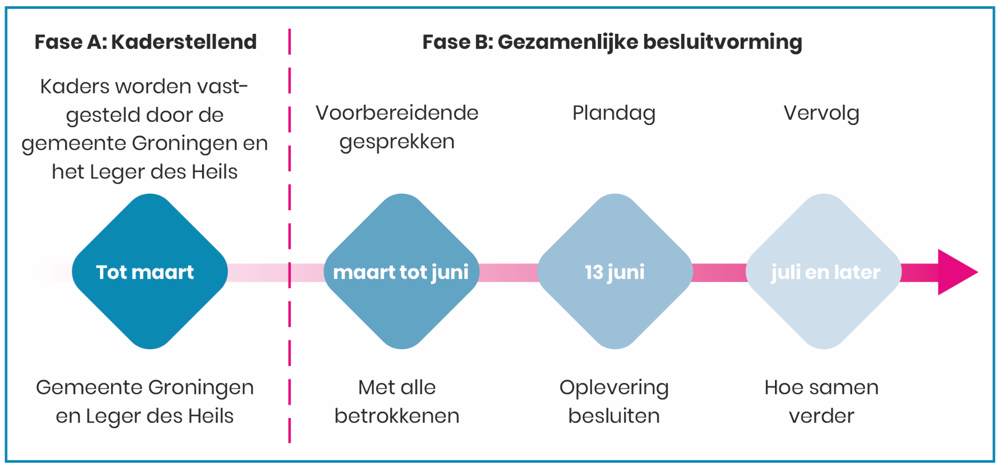 Fase A: Kaderstellend
Kaders worden vast-
gesteld door de
gemeente Groningen en
het Leger des Heils
Tot maart
Gemeente Groningen
en Leger des Heils
Fase B: Gezamenlijke besluitvorming
Voorbereidende
gesprekken
maart tot juni
Met alle
betrokkenen
Plandag
13 juni
Oplevering
besluiten
Vervolg
juli en later
Hoe samen
verder